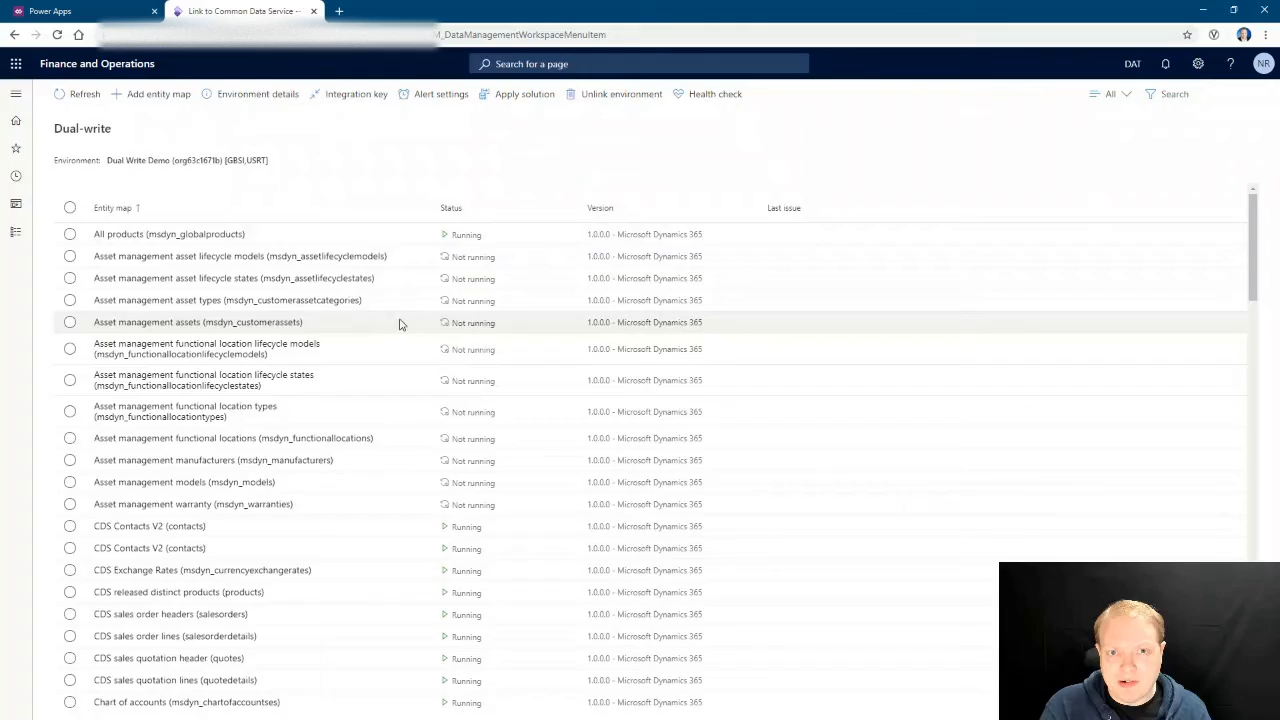 Power Apps
Link to Common Data Service --
_DataManagementWorkspaceMenuItem
Finance and Operations
Search for a page
DAT
NR
Refresh
Add entity map
Environment details
Integration key
Alert settings
Apply solution
Unlink environment
Health check
All
Search
Dual-write
Environment: Dual Write Demo (org63c1671b) [GBSI,USRT]
Entity map ↑ Status Version Last issue
All products (msdyn_globalproducts) Running 1.0.0.0 - Microsoft Dynamics 365
Asset management asset lifecycle models (msdyn_assetlifecyclemodels) Not running 1.0.0.0 - Microsoft Dynamics 365
Asset management asset lifecycle states (msdyn_assetlifecyclestates) Not running 1.0.0.0 - Microsoft Dynamics 365
Asset management asset types (msdyn_customerassetcategories) Not running 1.0.0.0 - Microsoft Dynamics 365
Asset management assets (msdyn_customerassets) Not running 1.0.0.0 - Microsoft Dynamics 365
Asset management functional location lifecycle models
(msdyn_functionallocationlifecyclemodels) Not running 1.0.0.0 - Microsoft Dynamics 365
Asset management functional location lifecycle states
(msdyn_functionallocationlifecyclestates) Not running 1.0.0.0 - Microsoft Dynamics 365
Asset management functional location types
(msdyn_functionallocationtypes) Not running 1.0.0.0 - Microsoft Dynamics 365
Asset management functional locations (msdyn_functionallocations) Not running 1.0.0.0 - Microsoft Dynamics 365
Asset management manufacturers (msdyn_manufacturers) Not running 1.0.0.0 - Microsoft Dynamics 365
Asset management models (msdyn_models) Not running 1.0.0.0 - Microsoft Dynamics 365
Asset management warranty (msdyn_warranties) Not running 1.0.0.0 - Microsoft Dynamics 365
CDS Contacts V2 (contacts) Running 1.0.0.0 - Microsoft Dynamics 365
CDS Contacts V2 (contacts) Running 1.0.0.0 - Microsoft Dynamics 365
CDS Exchange Rates (msdyn_currencyexchangerates) Running 1.0.0.0 - Microsoft Dynamics 365
CDS released distinct products (products) Running 1.0.0.0 - Microsoft Dynamics 365
CDS sales order headers (salesorders) Running 1.0.0.0 - Microsoft Dynamics 365
CDS sales order lines (salesorderdetails) Running 1.0.0.0 - Microsoft Dynamics 365
CDS sales quotation header (quotes) Running 1.0.0.0 - Microsoft Dynamics 365
CDS sales quotation lines (quotedetails) Running 1.0.0.0 - Microsoft Dynamics 365
Chart of accounts (msdyn_chartofaccountses) Running 1.0.0.0 - Microsoft Dynamics 365